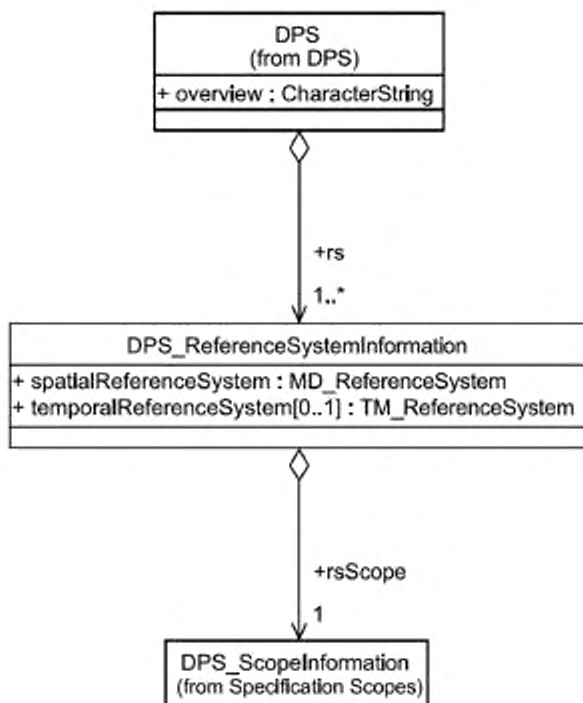 DPS
(from DPS)
+ overview : CharacterString
+rs
1..*
DPS_ReferenceSystemInformation
+ spatialReferenceSystem : MD_ReferenceSystem
+ temporalReferenceSystem[0..1] : TM_ReferenceSystem
+rsScope
1
DPS_ScopeInformation
(from Specification Scopes)